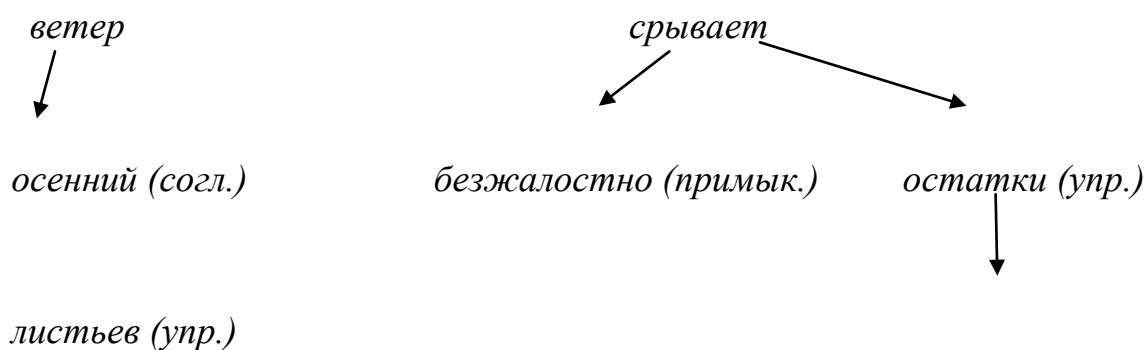 ветер срывает
осенний (согл.) безжалостно (примык.) остатки (упр.)
листьев (упр.)